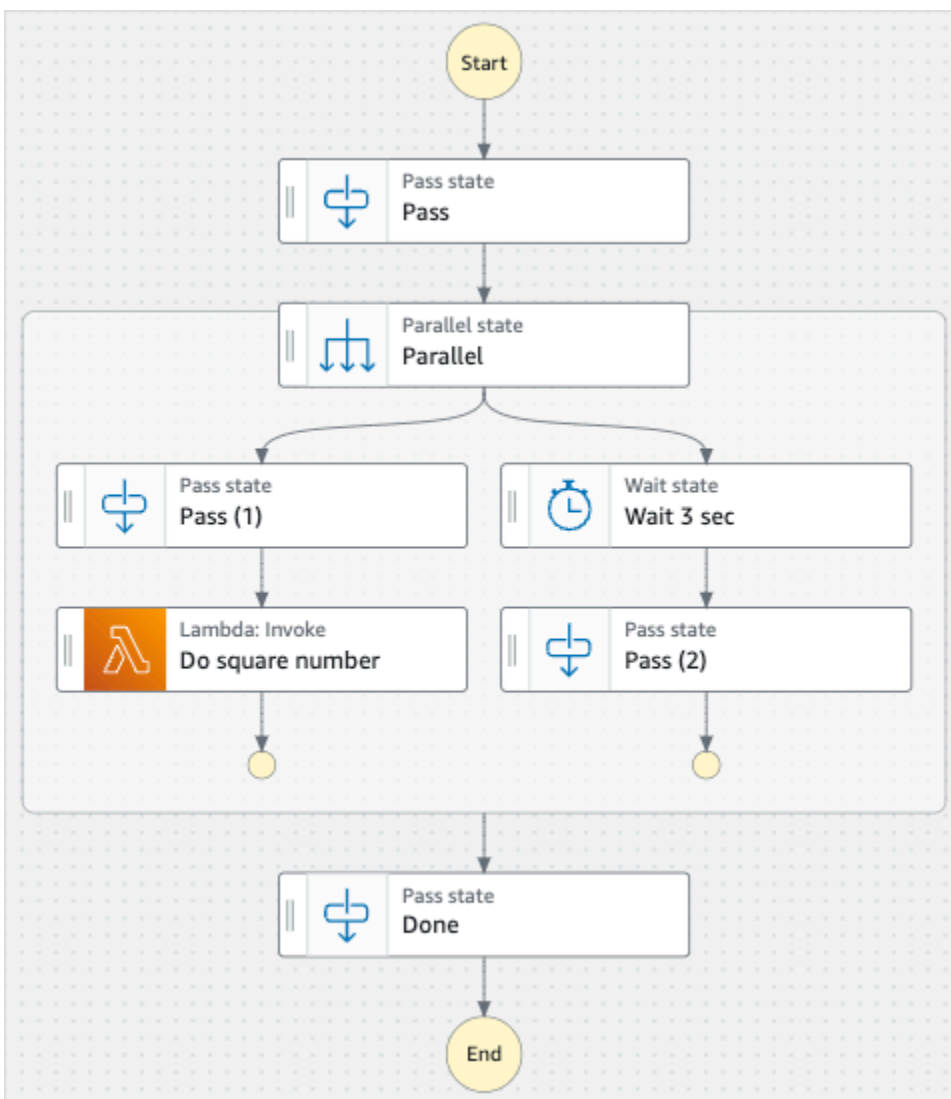 Start
Pass state
Pass
Parallel state
Parallel
Pass state
Pass (1)
Wait state
Wait 3 sec
Lambda: Invoke
Do square number
Pass state
Pass (2)
Pass state
Done
End